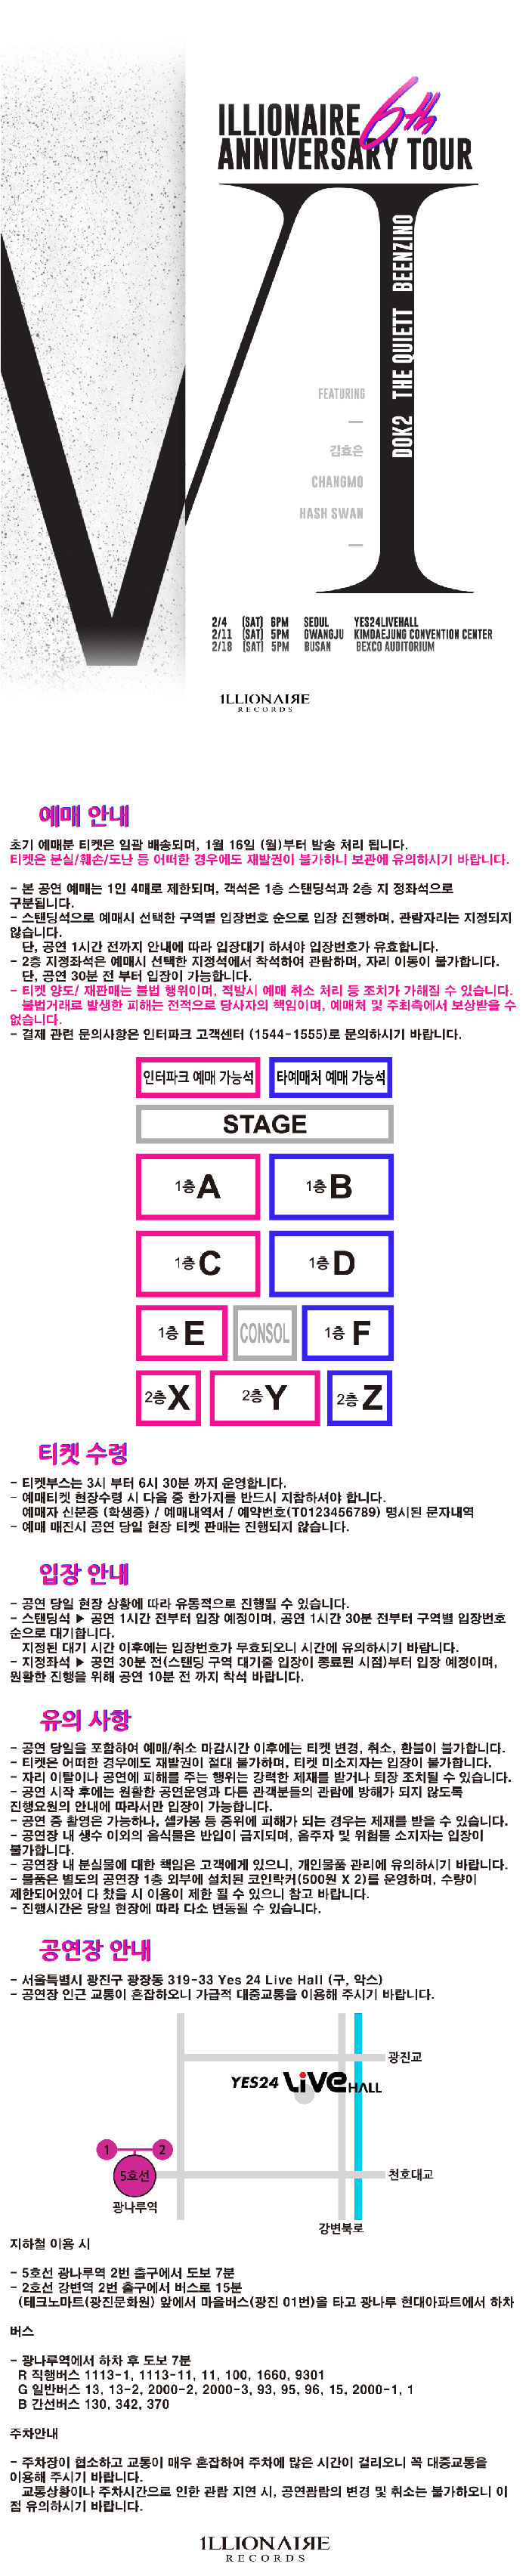 ILLIONAIRE 6th
ANNIVERSARY TOUR
DOK2 THE QUIETT BEENZINO
FEATURING
김효은
CHANGMO
HASH SWAN
2/4 (SAT) 6PM SEOUL YES24LIVEHALL
2/11 (SAT) 5PM GWANGJU KIMDAEJUNG CONVENTION CENTER
2/18 (SAT) 5PM BUSAN BEXCO AUDITORIUM
1LLIONAIRE
RECORDS
예매 안내
초기 예매분 티켓은 일괄 배송되며, 1월 16일 (월)부터 발송 처리 됩니다.
티켓은 분실/훼손/도난 등 어떠한 경우에도 재발권이 불가하니 보관에 유의하시기 바랍니다.
- 본 공연 예매는 1인 4매로 제한되며, 객석은 1층 스탠딩석과 2층 지 정좌석으로
구분됩니다.
- 스탠딩석으로 예매시 선택한 구역별 입장번호 순으로 입장 진행하며, 관람자리는 지정되지
않습니다.
단, 공연 1시간 전까지 안내에 따라 입장대기 하셔야 입장번호가 유효합니다.
- 2층 지정좌석은 예매시 선택한 지정석에서 착석하여 관람하며, 자리 이동이 불가합니다.
단, 공연 30분 전 부터 입장이 가능합니다.
- 티켓 양도/ 재판매는 불법 행위이며, 적발시 예매 취소 처리 등 조치가 가해질 수 있습니다.
불법거래로 발생한 피해는 전적으로 당사자의 책임이며, 예매처 및 주최측에서 보상받을 수
없습니다.
- 결제 관련 문의사항은 인터파크 고객센터 (1544-1555)로 문의하시기 바랍니다.
인터파크 예매 가능석 타예매처 예매 가능석
STAGE
1층 A 1층 B
1층 C 1층 D
1층 E CONSOL 1층 F
2층 X 2층 Y 2층 Z
티켓 수령
- 티켓부스는 3시 부터 6시 30분 까지 운영합니다.
- 예매티켓 현장수령 시 다음 중 한가지를 반드시 지참하셔야 합니다.
예매자 신분증 (학생증) / 예매내역서 / 예약번호(T0123456789) 명시된 문자내역
- 예매 매진시 공연 당일 현장 티켓 판매는 진행되지 않습니다.
입장 안내
- 공연 당일 현장 상황에 따라 유동적으로 진행될 수 있습니다.
- 스탠딩석 ▶ 공연 1시간 전부터 입장 예정이며, 공연 1시간 30분 전부터 구역별 입장번호
순으로 대기합니다.
지정된 대기 시간 이후에는 입장번호가 무효되오니 시간에 유의하시기 바랍니다.
- 지정좌석 ▶ 공연 30분 전(스탠딩 구역 대기줄 입장이 종료된 시점)부터 입장 예정이며,
원활한 진행을 위해 공연 10분 전 까지 착석 바랍니다.
유의 사항
- 공연 당일을 포함하여 예매/취소 마감시간 이후에는 티켓 변경, 취소, 환불이 불가합니다.
- 티켓은 어떠한 경우에도 재발권이 절대 불가하며, 티켓 미소지자는 입장이 불가합니다.
- 자리 이탈이나 공연에 피해를 주는 행위는 강력한 제재를 받거나 퇴장 조치될 수 있습니다.
- 공연 시작 후에는 원활한 공연운영과 다른 관객분들의 관람에 방해가 되지 않도록
진행요원의 안내에 따라서만 입장이 가능합니다.
- 공연 중 촬영은 가능하나, 셀카봉 등 중위에 피해가 되는 경우는 제재를 받을 수 있습니다.
- 공연장 내 생수 이외의 음식물은 반입이 금지되며, 음주자 및 위험물 소지자는 입장이
불가합니다.
- 공연장 내 분실물에 대한 책임은 고객에게 있으니, 개인물품 관리에 유의하시기 바랍니다.
- 물품은 별도의 공연장 1층 외부에 설치된 코인락커(500원 X 2)를 운영하며, 수량이
제한되어있어 다 찼을 시 이용이 제한 될 수 있으니 참고 바랍니다.
- 진행시간은 당일 현장에 따라 다소 변동될 수 있습니다.
공연장 안내
- 서울특별시 광진구 광장동 319-33 Yes 24 Live Hall (구, 악스)
- 공연장 인근 교통이 혼잡하오니 가급적 대중교통을 이용해 주시기 바랍니다.
광진교
YES24 LiVe HALL
1 2
5호선
천호대교
광나루역
강변북로
지하철 이용 시
- 5호선 광나루역 2번 출구에서 도보 7분
- 2호선 강변역 2번 출구에서 버스로 15분
(테크노마트(광진문화원) 앞에서 마을버스(광진 01번)을 타고 광나루 현대아파트에서 하차
버스
- 광나루역에서 하차 후 도보 7분
R 직행버스 1113-1, 1113-11, 11, 100, 1660, 9301
G 일반버스 13, 13-2, 2000-2, 2000-3, 93, 95, 96, 15, 2000-1, 1
B 간선버스 130, 342, 370
주차안내
- 주차장이 협소하고 교통이 매우 혼잡하여 주차에 많은 시간이 걸리오니 꼭 대중교통을
이용해 주시기 바랍니다.
교통상황이나 주차시간으로 인한 관람 지연 시, 공연관람의 변경 및 취소는 불가하오니 이
점 유의하시기 바랍니다.
1LLIONAIRE
RECORDS